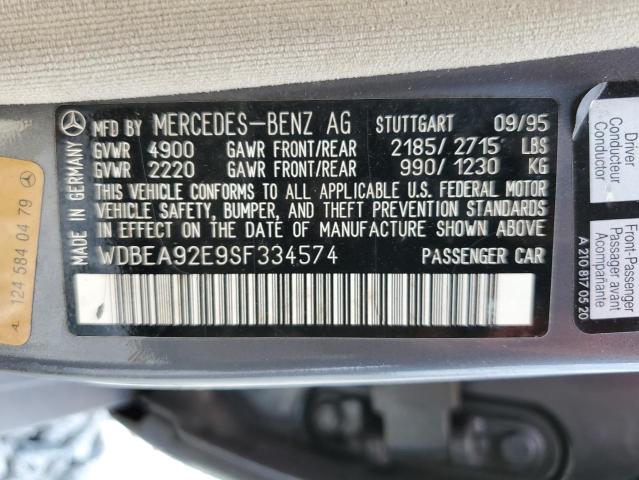 MFD BY MERCEDES-BENZ AG STUTTGART 09/95
GVWR 4900 GAWR FRONT/REAR 2185/2715 LBS
GVWR 2220 GAWR FRONT/REAR 990/1230 KG
THIS VEHICLE CONFORMS TO ALL APPLICABLE U.S. FEDERAL MOTOR
VEHICLE SAFETY, BUMPER, AND THEFT PREVENTION STANDARDS
IN EFFECT ON THE DATE OF MANUFACTURE SHOWN ABOVE
WDBEA92E9SF334574 PASSENGER CAR
MADE IN GERMANY
A 124 584 04 79
Driver
Conducteur
Conductor
Front-Passenger
Passager avant
Acompañante
A 210 817 05 20